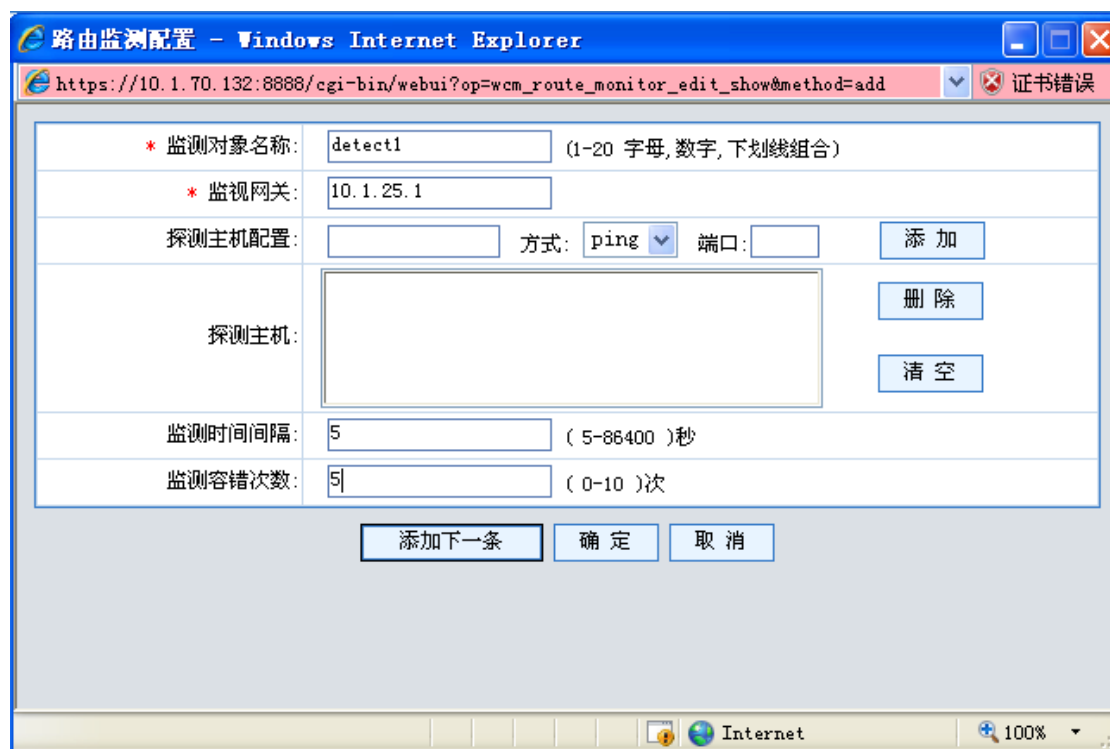 路由监测配置 - Windows Internet Explorer
https://10.1.70.132:8888/cgi-bin/webui?op=wcm_route_monitor_edit_show&method=add 证书错误
* 监测对象名称: detect1 (1-20 字母,数字,下划线组合)
* 监视网关: 10.1.25.1
探测主机配置: 方式: ping 端口: 添 加
删 除
探测主机:
清 空
监测时间间隔: 5 ( 5-86400 )秒
监测容错次数: 5 ( 0-10 )次
添加下一条 确 定 取 消
Internet 100%